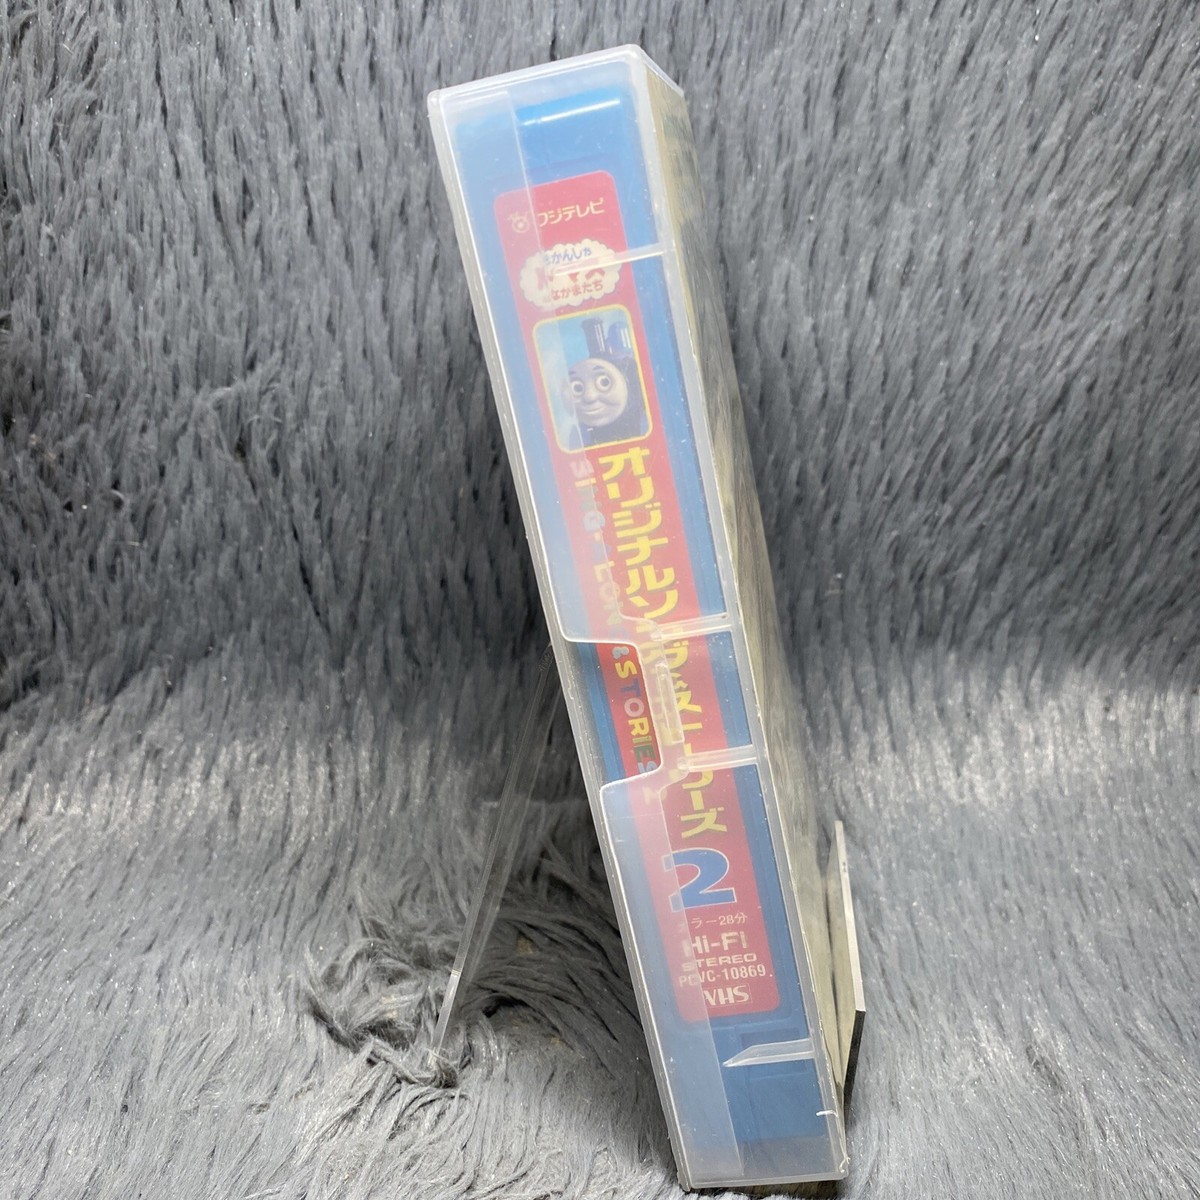 フジテレビ
きかんしゃ
トーマス
なかまたち
オリジナルソング&ストーリーズ
SING-ALONG &STORIES 2
2
カラー28分
Hi-Fi
STEREO
PCVC-10869
VHS